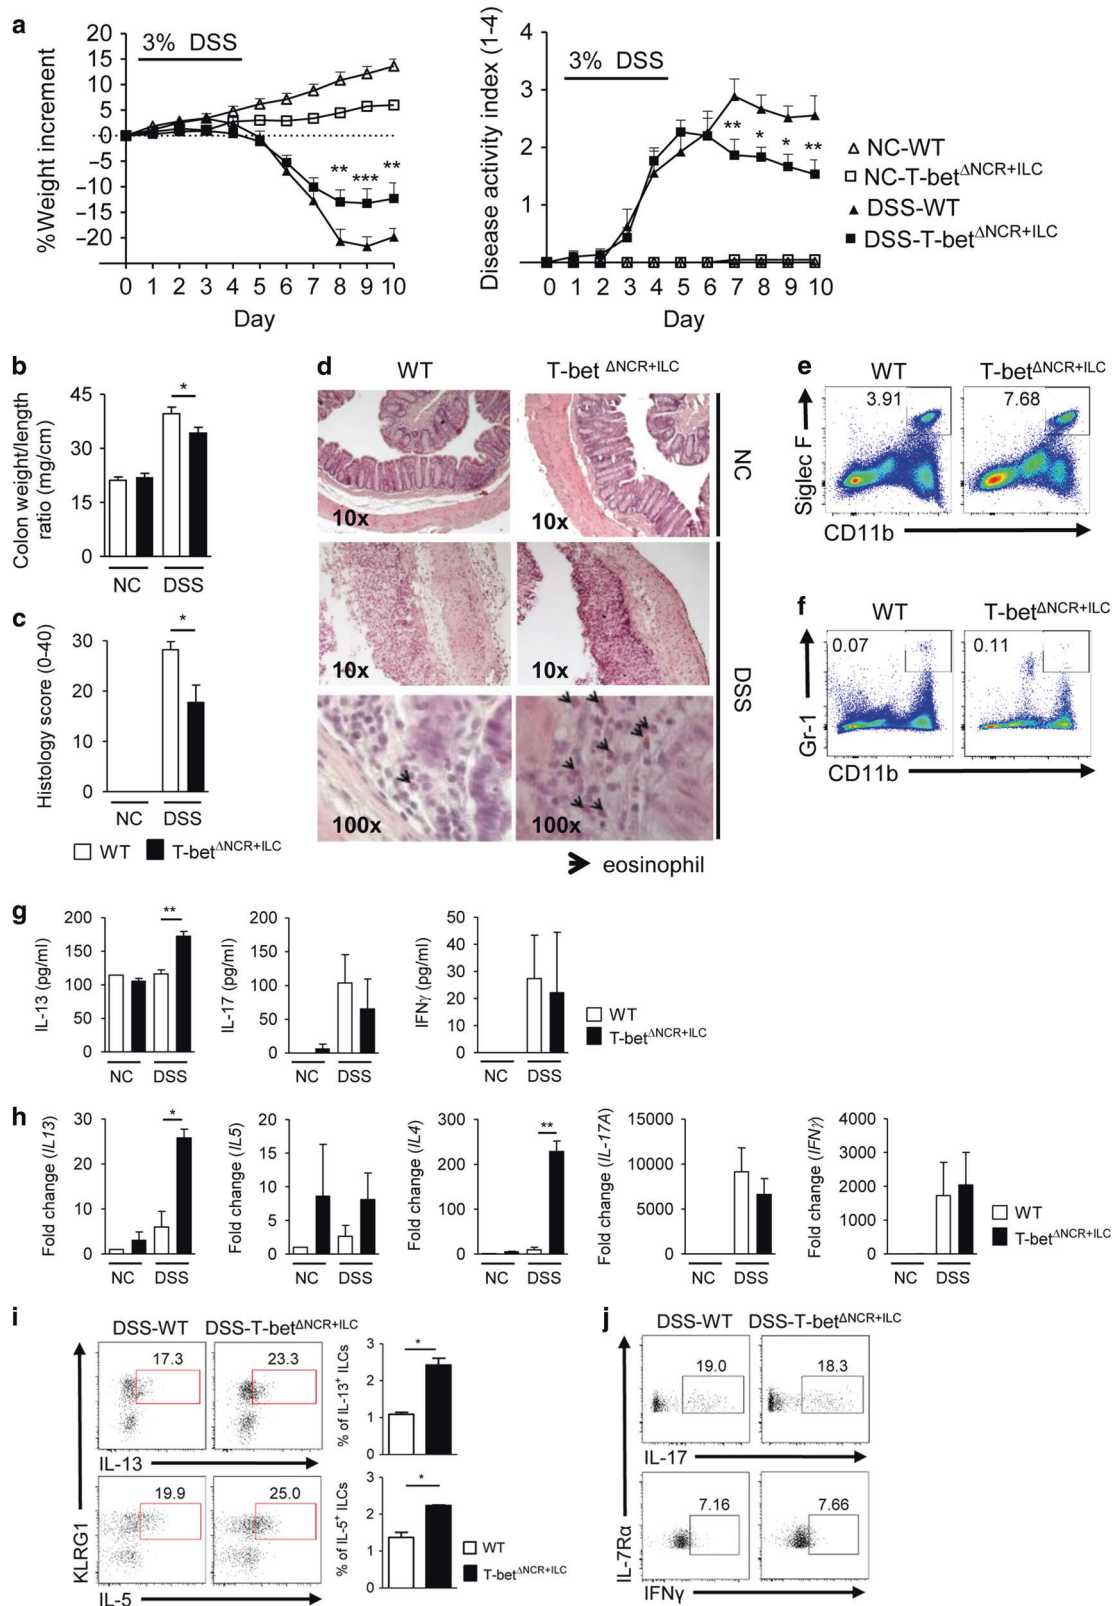 a
3% DSS
%Weight increment
20
15
10
5
0
−5
−10
−15
−20
** *** **
0 1 2 3 4 5 6 7 8 9 10
Day
3% DSS
Disease activity index (1-4)
4
3
2
1
** * * **
0 1 2 3 4 5 6 7 8 9 10
Day
NC-WT
NC-T-bet^ΔNCR+ILC
DSS-WT
DSS-T-bet^ΔNCR+ILC
b
Colon weight/length
ratio (mg/cm)
45
30
15
0
*
NC DSS
c
Histology score (0-40)
30
20
10
0
*
NC DSS
WT T-bet^ΔNCR+ILC
d
WT T-bet ^ΔNCR+ILC
10x 10x
NC
10x 10x
100x 100x
DSS
eosinophil
e
WT T-bet^ΔNCR+ILC
3.91 7.68
Siglec F
CD11b
f
WT T-bet^ΔNCR+ILC
0.07 0.11
Gr-1
CD11b
g
IL-13 (pg/ml)
200
150
100
50
0
**
NC DSS
IL-17 (pg/ml)
200
150
100
50
0
NC DSS
IFNγ (pg/ml)
50
40
30
20
10
0
NC DSS
WT
T-bet^ΔNCR+ILC
h
Fold change (IL13)
30
20
10
0
*
NC DSS
Fold change (IL5)
20
15
10
5
0
NC DSS
Fold change (IL4)
300
200
100
0
**
NC DSS
Fold change (IL-17A)
15000
10000
5000
0
NC DSS
Fold change (IFNγ)
4000
3000
2000
1000
0
NC DSS
WT
T-bet^ΔNCR+ILC
i
DSS-WT DSS-T-bet^ΔNCR+ILC
17.3 23.3
IL-13
19.9 25.0
IL-5
KLRG1
% of IL-13⁺ ILCs
3
2
1
0
*
% of IL-5⁺ ILCs
3
2
1
0
*
WT
T-bet^ΔNCR+ILC
j
DSS-WT DSS-T-bet^ΔNCR+ILC
19.0 18.3
IL-17
7.16 7.66
IL-7Rα
IFNγ